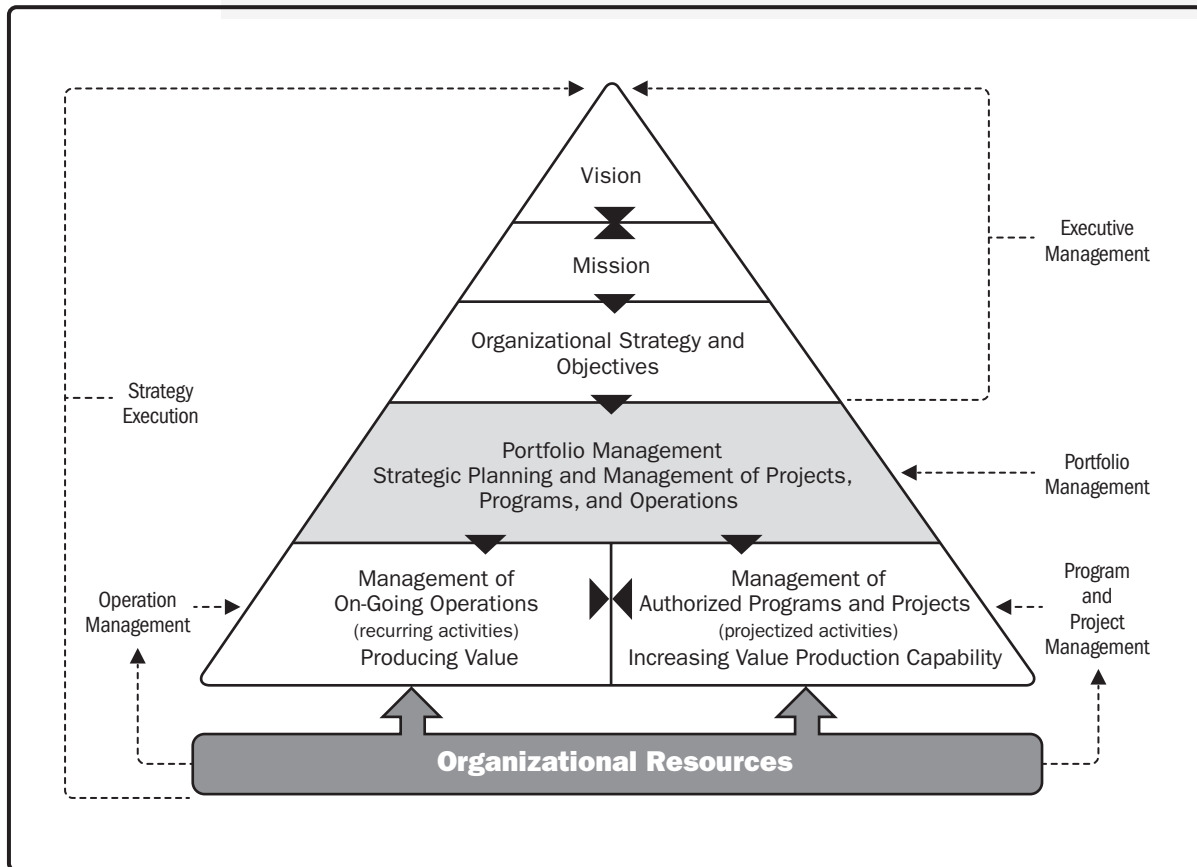 Vision
Mission
Organizational Strategy and
Objectives
Portfolio Management
Strategic Planning and Management of Projects,
Programs, and Operations
Management of
On-Going Operations
(recurring activities)
Producing Value
Management of
Authorized Programs and Projects
(projectized activities)
Increasing Value Production Capability
Organizational Resources
Strategy
Execution
Operation
Management
Executive
Management
Portfolio
Management
Program
and
Project
Management